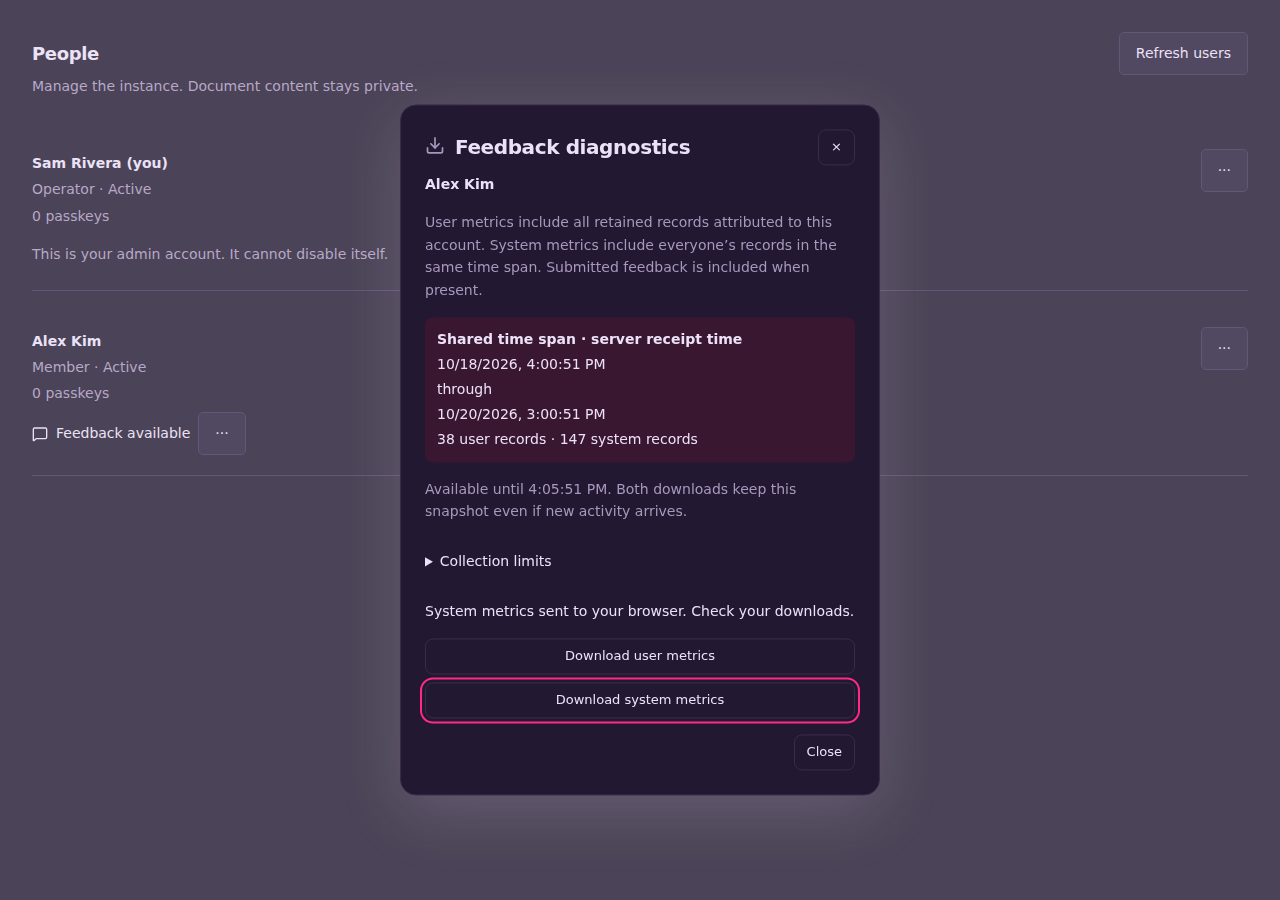 People
Refresh users
Manage the instance. Document content stays private.
Sam Rivera (you)
Operator · Active
0 passkeys
This is your admin account. It cannot disable itself.
···
Alex Kim
Member · Active
0 passkeys
Feedback available
···
···
Feedback diagnostics
×
Alex Kim
User metrics include all retained records attributed to this
account. System metrics include everyone’s records in the
same time span. Submitted feedback is included when
present.
Shared time span · server receipt time
10/18/2026, 4:00:51 PM
through
10/20/2026, 3:00:51 PM
38 user records · 147 system records
Available until 4:05:51 PM. Both downloads keep this
snapshot even if new activity arrives.
Collection limits
System metrics sent to your browser. Check your downloads.
Download user metrics
Download system metrics
Close